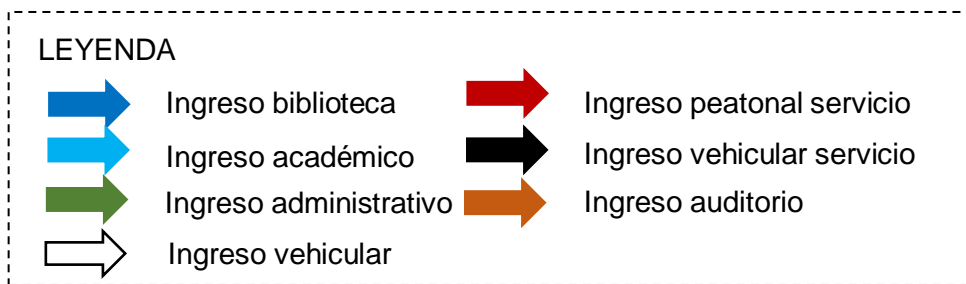 LEYENDA
Ingreso biblioteca
Ingreso académico
Ingreso administrativo
Ingreso vehicular
Ingreso peatonal servicio
Ingreso vehicular servicio
Ingreso auditorio